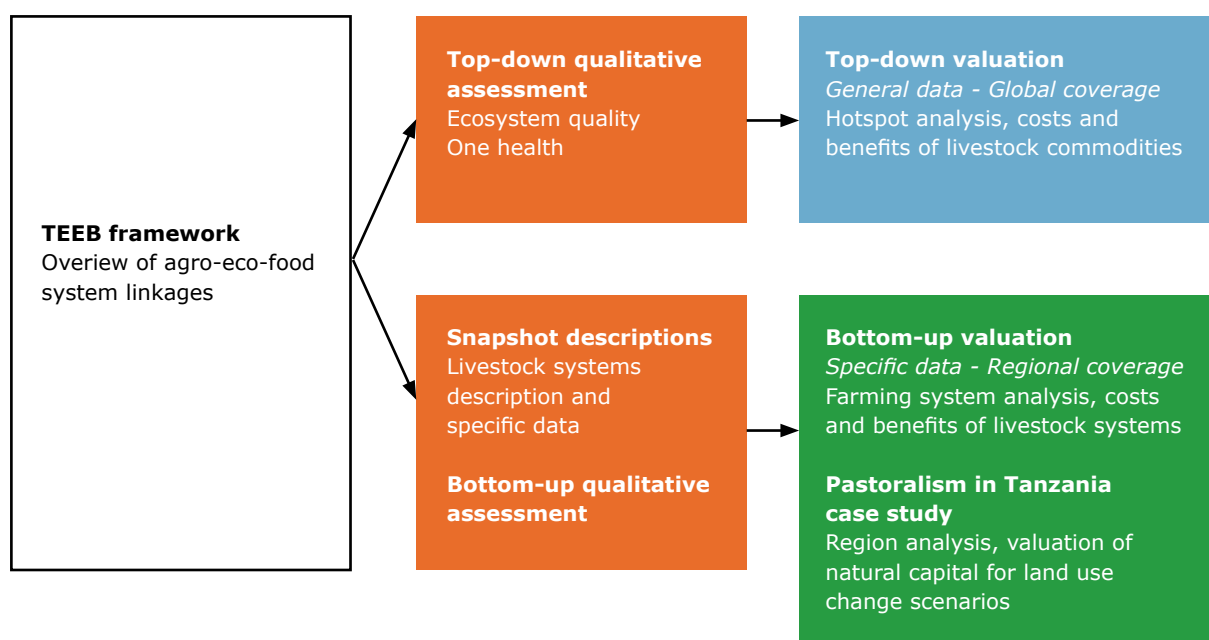 TEEB framework
Overiew of agro-eco-food
system linkages
Top-down qualitative
assessment
Ecosystem quality
One health
Top-down valuation
General data - Global coverage
Hotspot analysis, costs and
benefits of livestock commodities
Snapshot descriptions
Livestock systems
description and
specific data
Bottom-up qualitative
assessment
Bottom-up valuation
Specific data - Regional coverage
Farming system analysis, costs
and benefits of livestock systems
Pastoralism in Tanzania
case study
Region analysis, valuation of
natural capital for land use
change scenarios